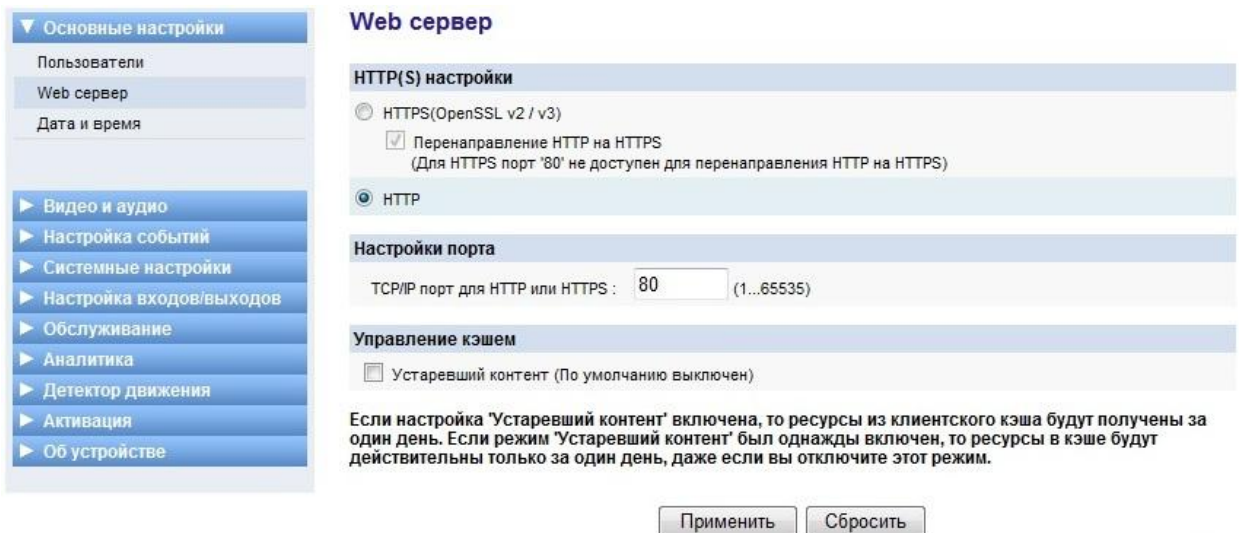 Основные настройки
Пользователи
Web сервер
Дата и время
Видео и аудио
Настройка событий
Системные настройки
Настройка входов/выходов
Обслуживание
Аналитика
Детектор движения
Активация
Об устройстве
Web сервер
HTTP(S) настройки
HTTPS(OpenSSL v2 / v3)
Перенаправление HTTP на HTTPS
(Для HTTPS порт '80' не доступен для перенаправления HTTP на HTTPS)
HTTP
Настройки порта
TCP/IP порт для HTTP или HTTPS : 80 (1...65535)
Управление кэшем
Устаревший контент (По умолчанию выключен)
Если настройка 'Устаревший контент' включена, то ресурсы из клиентского кэша будут получены за
один день. Если режим 'Устаревший контент' был однажды включен, то ресурсы в кэше будут
действительны только за один день, даже если вы отключите этот режим.
Применить Сбросить